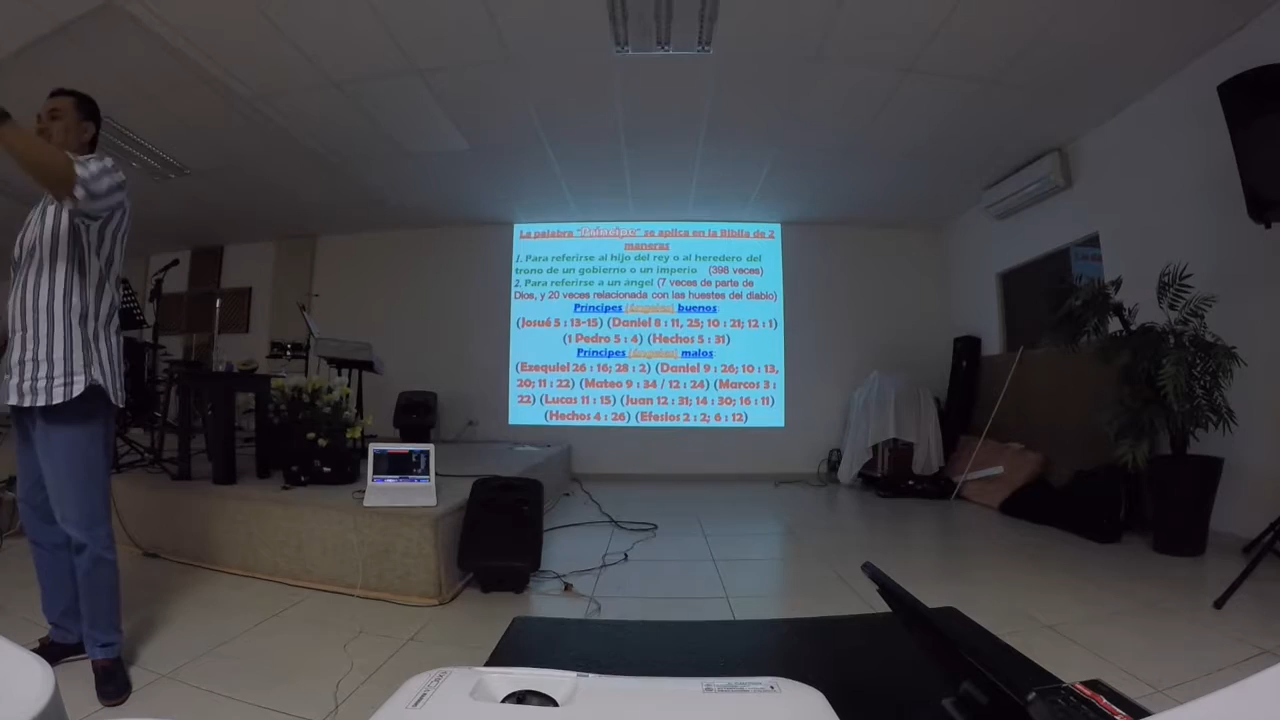 La palabra "Príncipe" se aplica en la Biblia de 2
maneras
1. Para referirse al hijo del rey o al heredero del
trono de un gobierno o un imperio (398 veces)
2. Para referirse a un ángel (7 veces de parte de
Dios, y 20 veces relacionada con las huestes del diablo)
Príncipes (ángeles) buenos:
(Josué 5 : 13-15) (Daniel 8 : 11, 25; 10 : 21; 12 : 1)
(1 Pedro 5 : 4) (Hechos 5 : 31)
Príncipes (ángeles) malos:
(Ezequiel 26 : 16; 28 : 2) (Daniel 9 : 26; 10 : 13,
20; 11 : 22) (Mateo 9 : 34 / 12 : 24) (Marcos 3 :
22) (Lucas 11 : 15) (Juan 12 : 31; 14 : 30; 16 : 11)
(Hechos 4 : 26) (Efesios 2 : 2; 6 : 12)